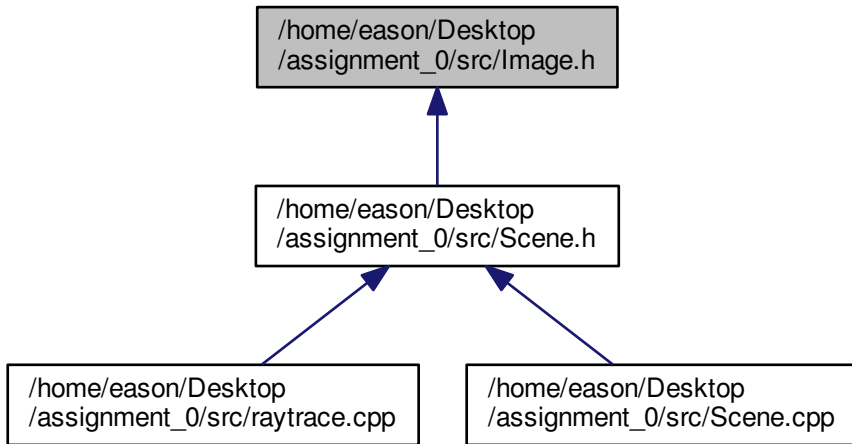 /home/eason/Desktop
/assignment_0/src/Image.h
/home/eason/Desktop
/assignment_0/src/Scene.h
/home/eason/Desktop
/assignment_0/src/raytrace.cpp
/home/eason/Desktop
/assignment_0/src/Scene.cpp